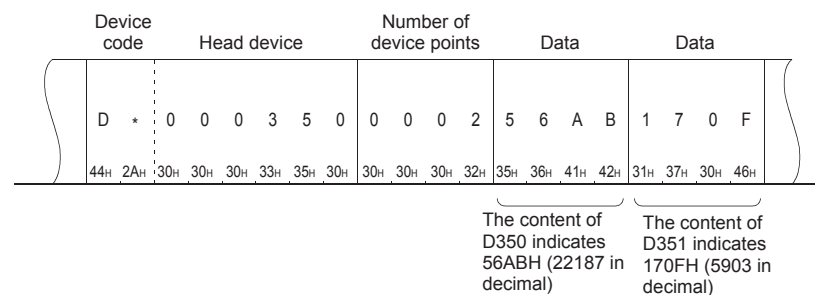 Device code
Head device
Number of device points
Data
Data
D * 0 0 0 3 5 0 0 0 0 2 5 6 A B 1 7 0 F
44H 2AH 30H 30H 30H 33H 35H 30H 30H 30H 30H 32H 35H 36H 41H 42H 31H 37H 30H 46H
The content of
D350 indicates
56ABH (22187 in
decimal)
The content of
D351 indicates
170FH (5903 in
decimal)